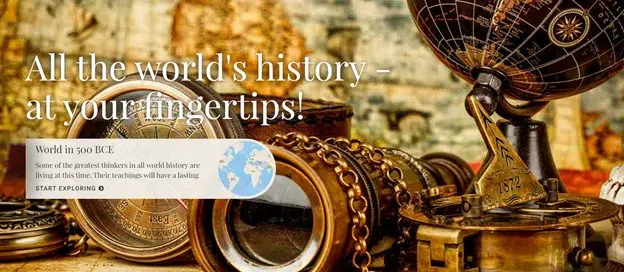 All the world's history -
at your fingertips!
World in 500 BCE
Some of the greatest thinkers in all world history are
living at this time. Their teachings will have a lasting
START EXPLORING
East
1872